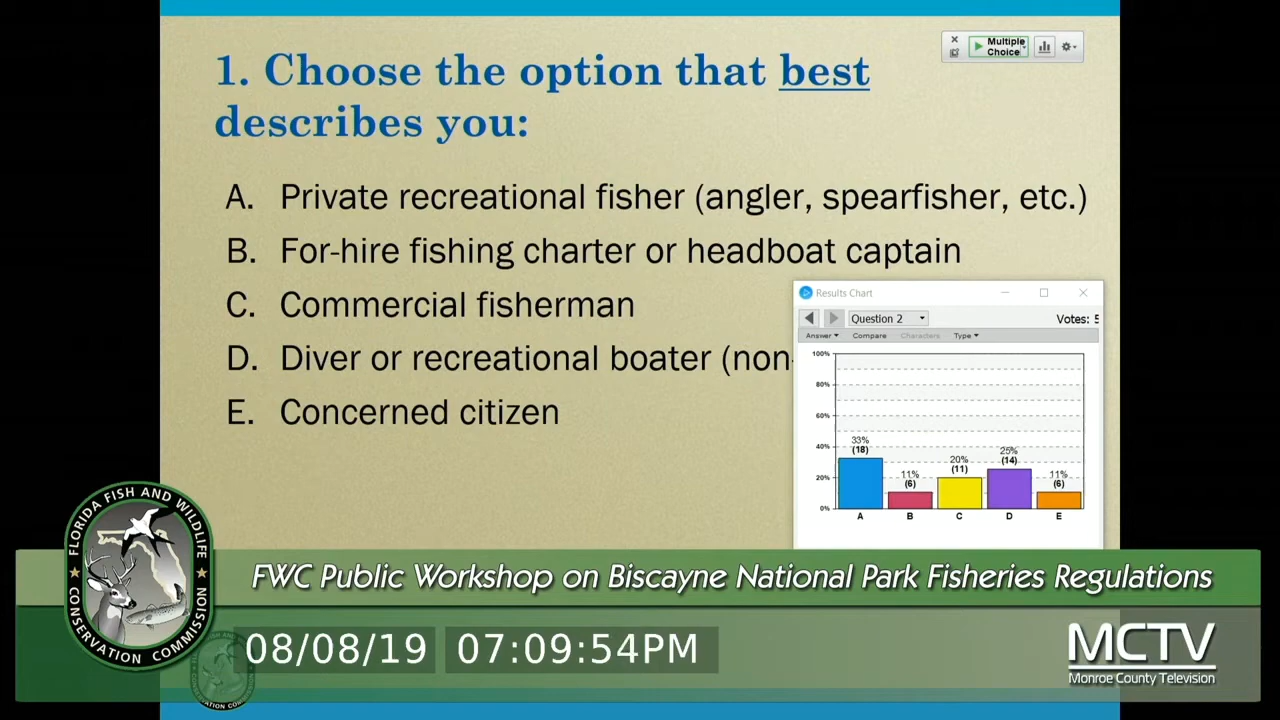 1. Choose the option that best
describes you:
Multiple
Choice
A. Private recreational fisher (angler, spearfisher, etc.)
B. For-hire fishing charter or headboat captain
C. Commercial fisherman
D. Diver or recreational boater (non-
E. Concerned citizen
Results Chart
Question 2
Votes: 5
Answer Compare Characters Type
100%
80%
60%
40%
20%
0%
33%
(18)
11%
(6)
20%
(11)
25%
(14)
11%
(6)
A B C D E
FLORIDA FISH AND WILDLIFE
CONSERVATION COMMISSION
FWC Public Workshop on Biscayne National Park Fisheries Regulations
08/08/19 07:09:54PM
MCTV
Monroe County Television